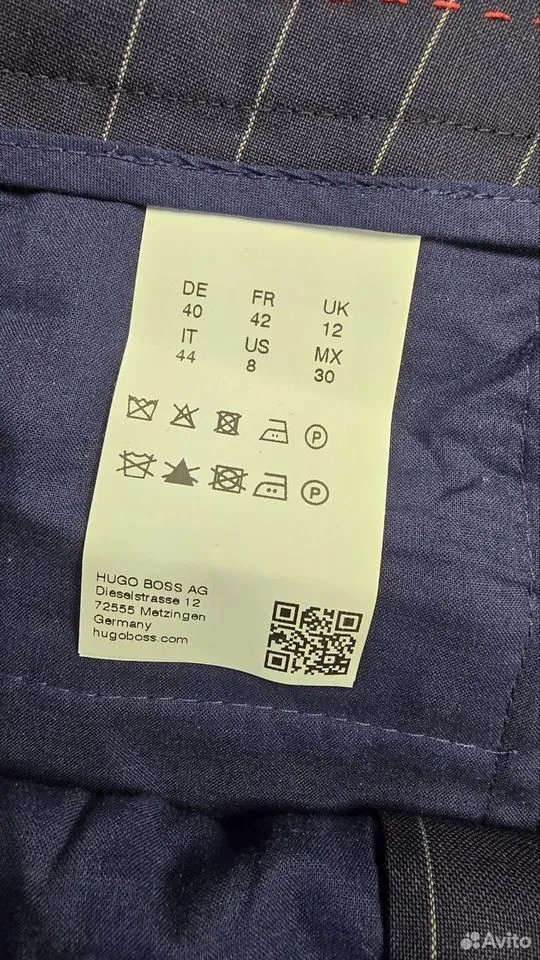 DE FR UK
40 42 12
IT US MX
44 8 30
P
P
HUGO BOSS AG
Dieselstrasse 12
72555 Metzingen
Germany
hugoboss.com
Avito